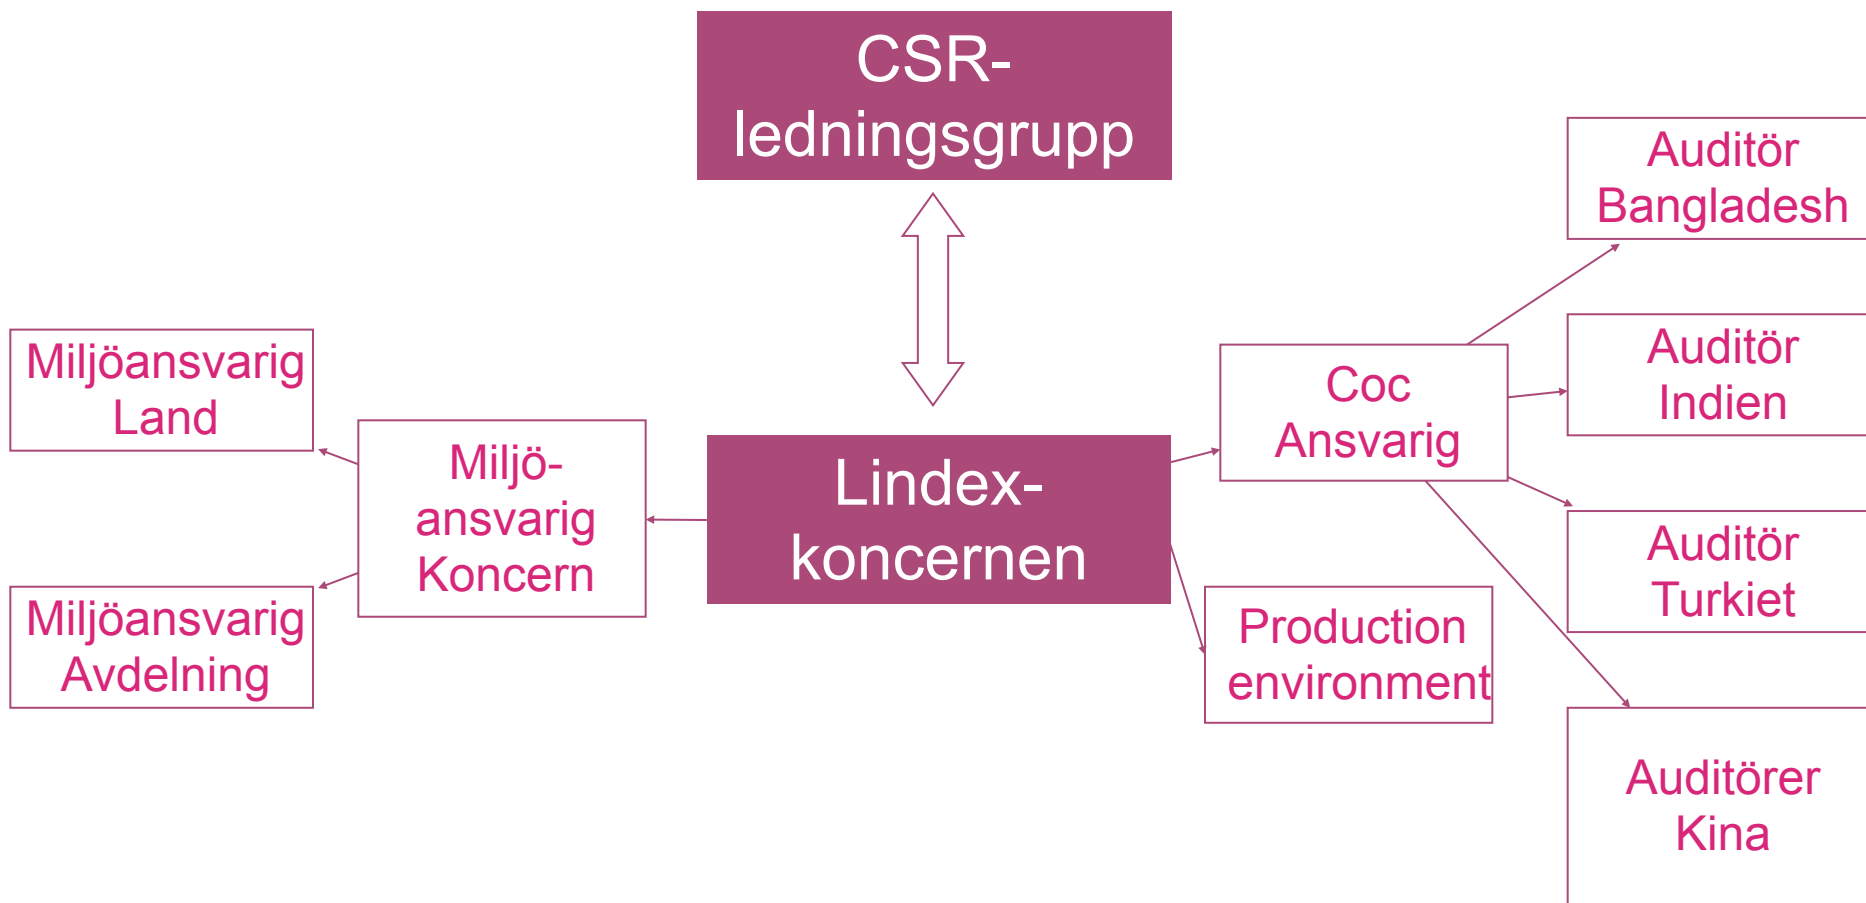 CSR-
ledningsgrupp
Auditör
Bangladesh
Miljöansvarig
Land
Auditör
Indien
Coc
Ansvarig
Miljö-
ansvarig
Koncern
Lindex-
koncernen
Auditör
Turkiet
Miljöansvarig
Avdelning
Production
environment
Auditörer
Kina